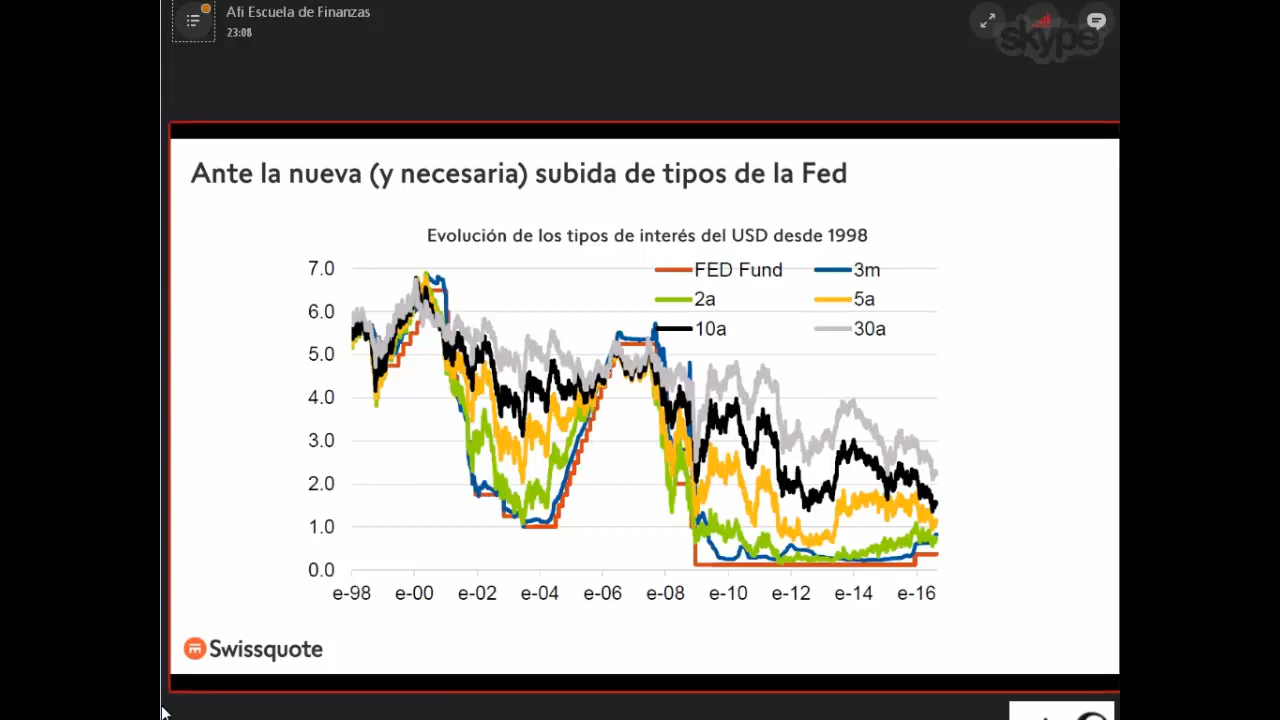 Afi Escuela de Finanzas
23:08
skype
Ante la nueva (y necesaria) subida de tipos de la Fed
Evolución de los tipos de interés del USD desde 1998
FED Fund 3m
2a 5a
10a 30a
7.0
6.0
5.0
4.0
3.0
2.0
1.0
0.0
e-98 e-00 e-02 e-04 e-06 e-08 e-10 e-12 e-14 e-16
Swissquote